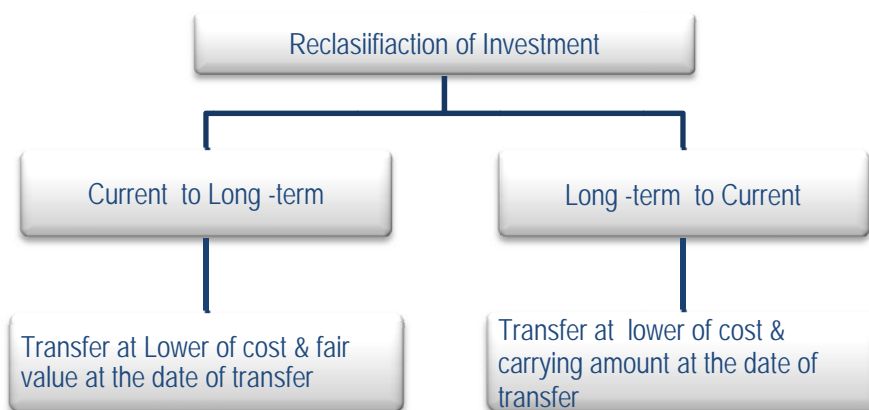 Reclasiifiaction of Investment
Current to Long -term
Long -term to Current
Transfer at Lower of cost & fair
value at the date of transfer
Transfer at lower of cost &
carrying amount at the date of
transfer